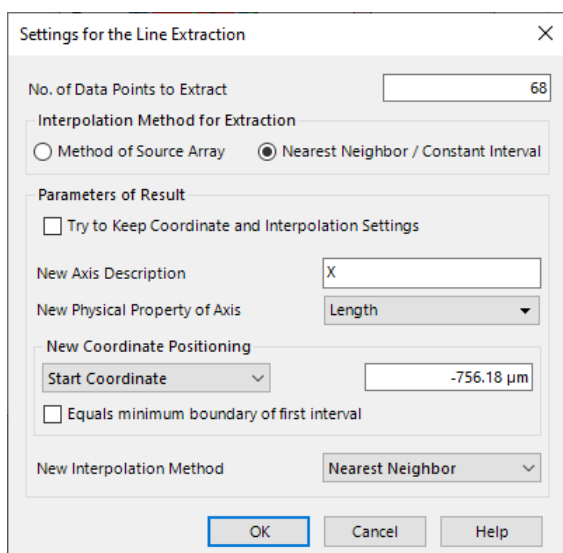 Settings for the Line Extraction
No. of Data Points to Extract 68
Interpolation Method for Extraction
Method of Source Array Nearest Neighbor / Constant Interval
Parameters of Result
Try to Keep Coordinate and Interpolation Settings
New Axis Description X
New Physical Property of Axis Length
New Coordinate Positioning
Start Coordinate -756.18 µm
Equals minimum boundary of first interval
New Interpolation Method Nearest Neighbor
OK Cancel Help